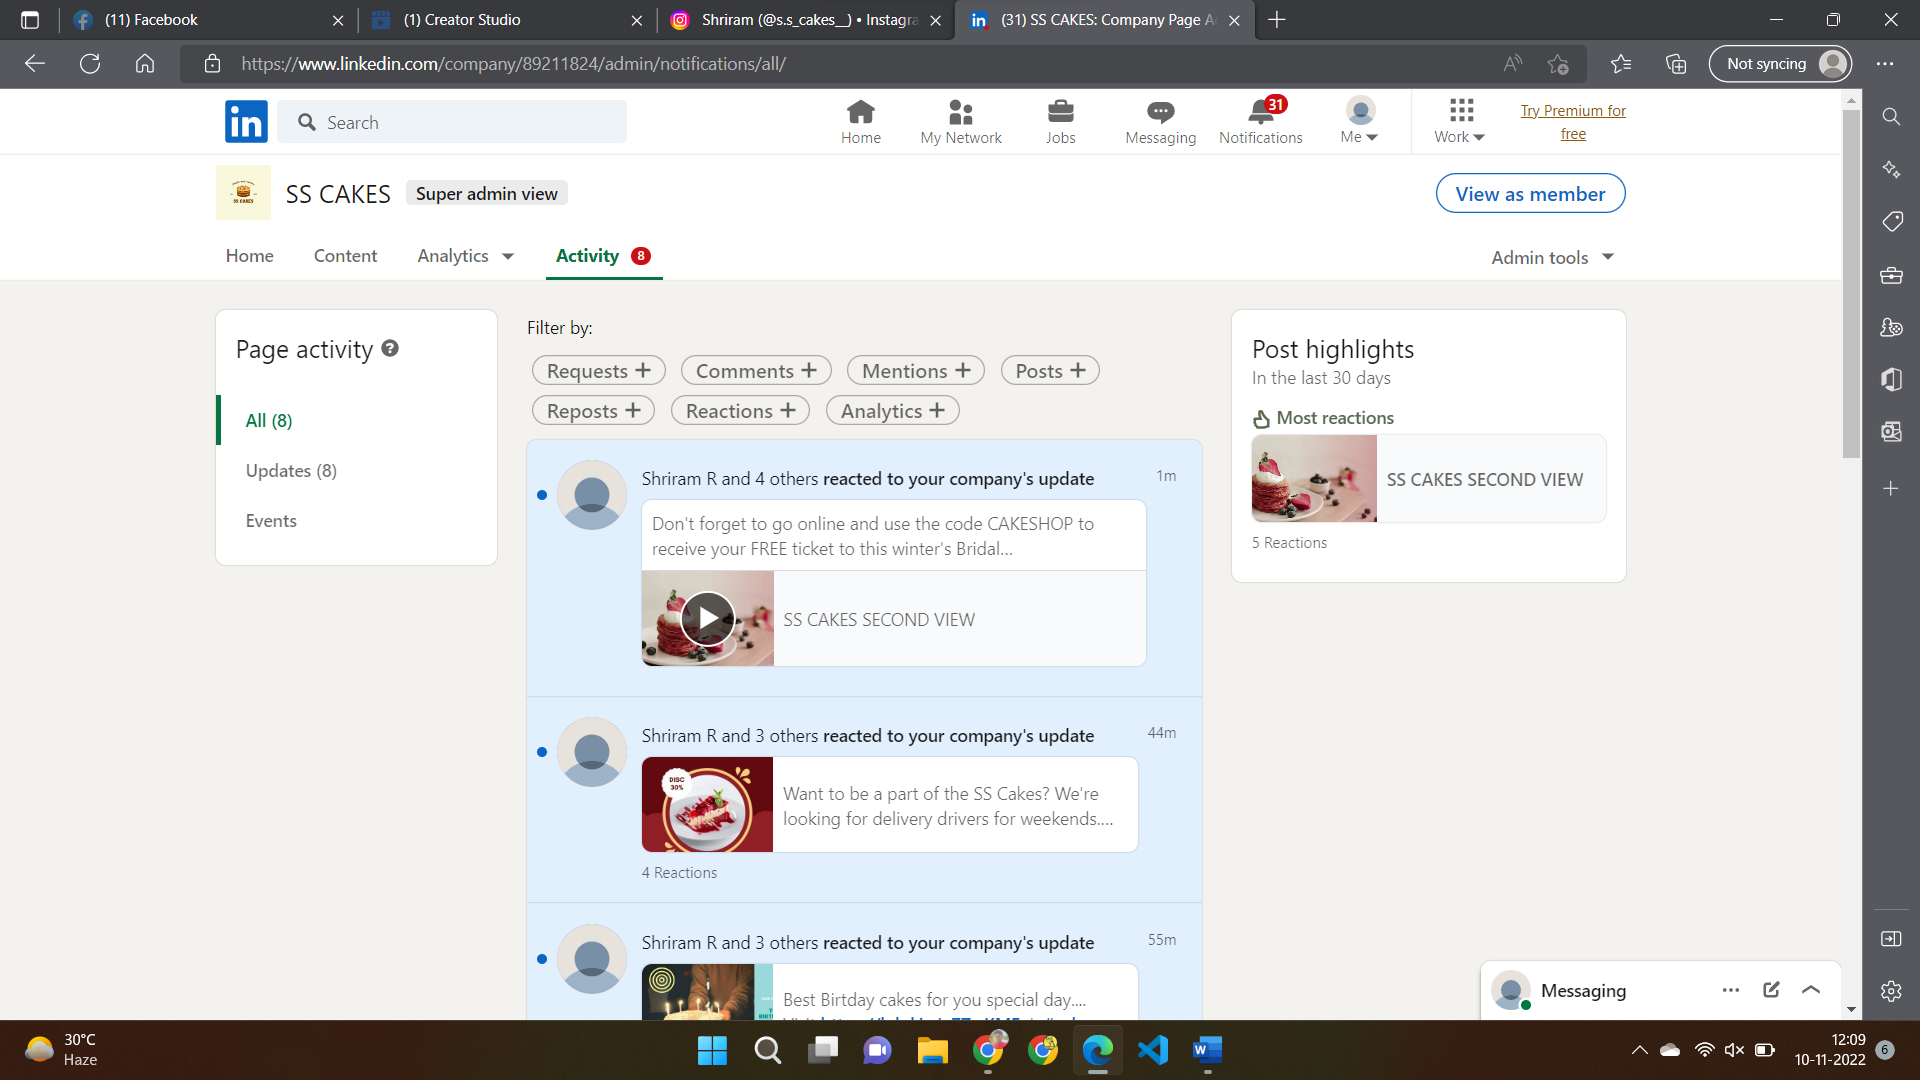 (11) Facebook
(1) Creator Studio
Shriram (@s.s_cakes__) • Instagra
(31) SS CAKES: Company Page A
https://www.linkedin.com/company/89211824/admin/notifications/all/
Not syncing
in
Search
Home
My Network
Jobs
Messaging
31
Notifications
Me
Work
Try Premium for
free
SS CAKES
SS CAKES
Super admin view
View as member
Home
Content
Analytics
Activity 8
Admin tools
Page activity
All (8)
Updates (8)
Events
Filter by:
Requests +
Comments +
Mentions +
Posts +
Reposts +
Reactions +
Analytics +
Shriram R and 4 others reacted to your company's update
1m
Don't forget to go online and use the code CAKESHOP to
receive your FREE ticket to this winter's Bridal...
SS CAKES SECOND VIEW
Shriram R and 3 others reacted to your company's update
44m
DISC
30%
Want to be a part of the SS Cakes? We're
looking for delivery drivers for weekends....
4 Reactions
Shriram R and 3 others reacted to your company's update
55m
Best Birtday cakes for you special day....
Post highlights
In the last 30 days
Most reactions
SS CAKES SECOND VIEW
5 Reactions
Messaging
30°C
Haze
12:09
10-11-2022
6